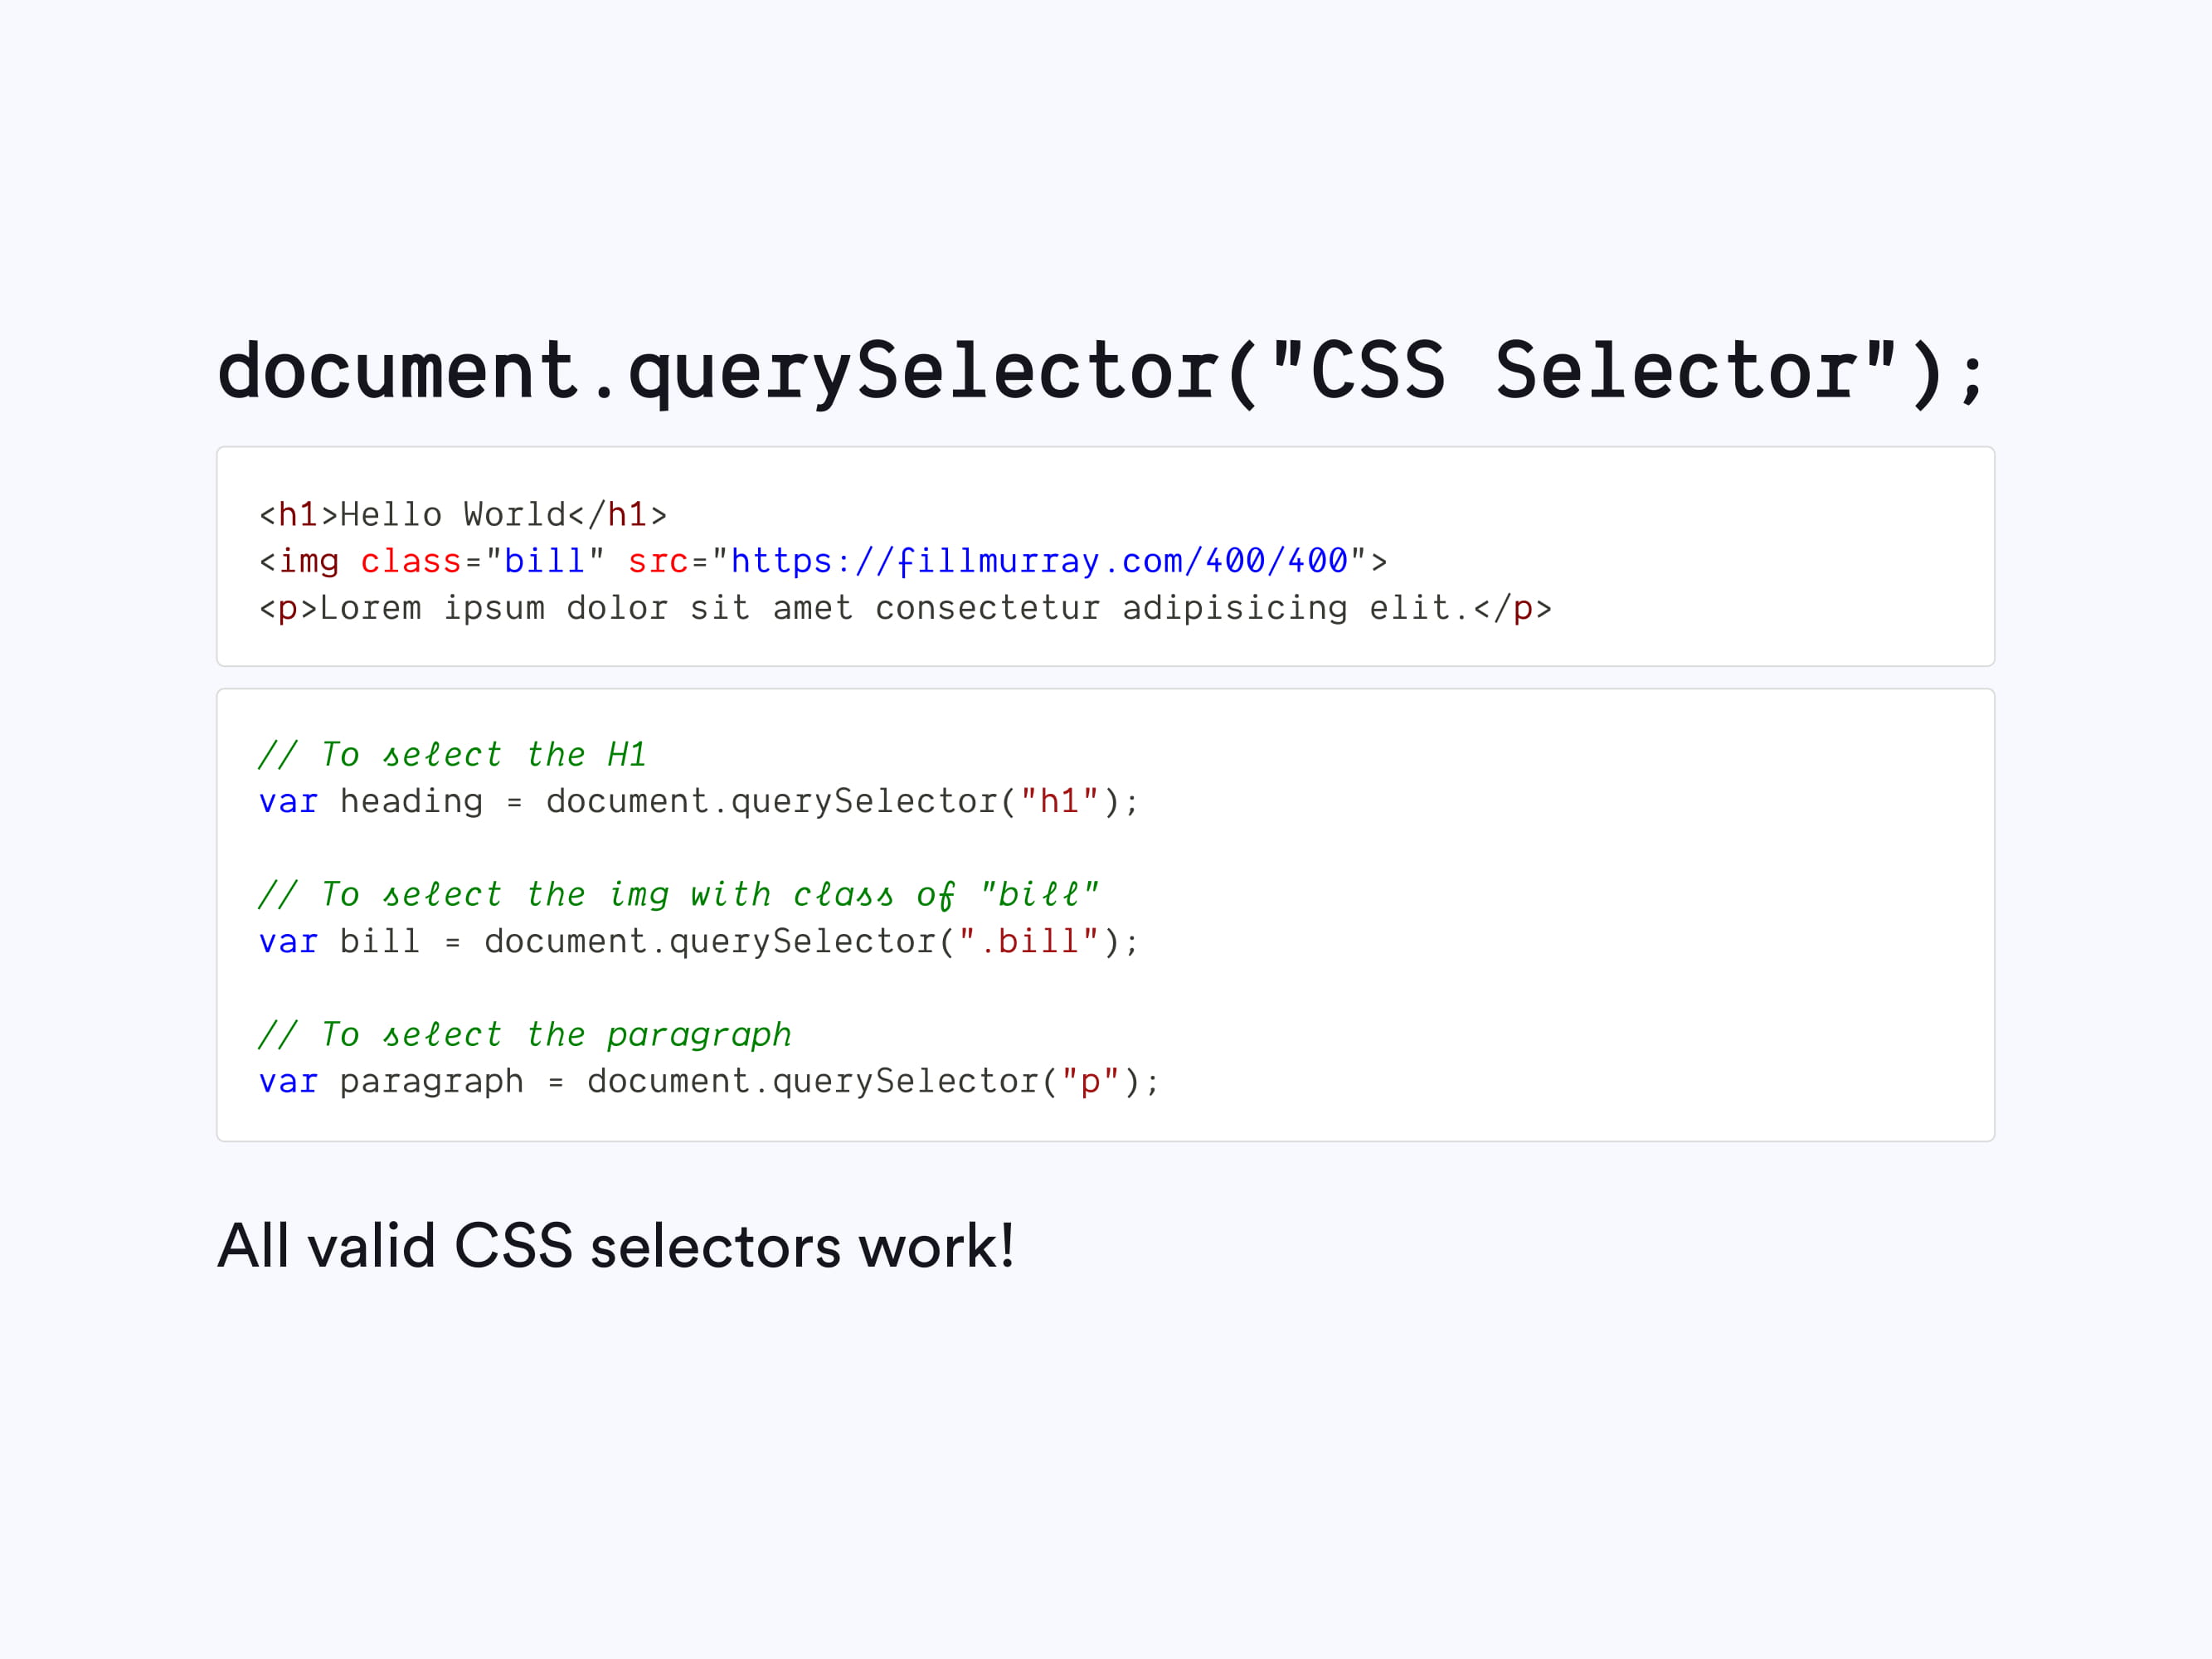 document.querySelector("CSS Selector");
<h1>Hello World</h1>
<img class="bill" src="https://fillmurray.com/400/400">
<p>Lorem ipsum dolor sit amet consectetur adipisicing elit.</p>
// To select the H1
var heading = document.querySelector("h1");
// To select the img with class of "bill"
var bill = document.querySelector(".bill");
// To select the paragraph
var paragraph = document.querySelector("p");
All valid CSS selectors work!